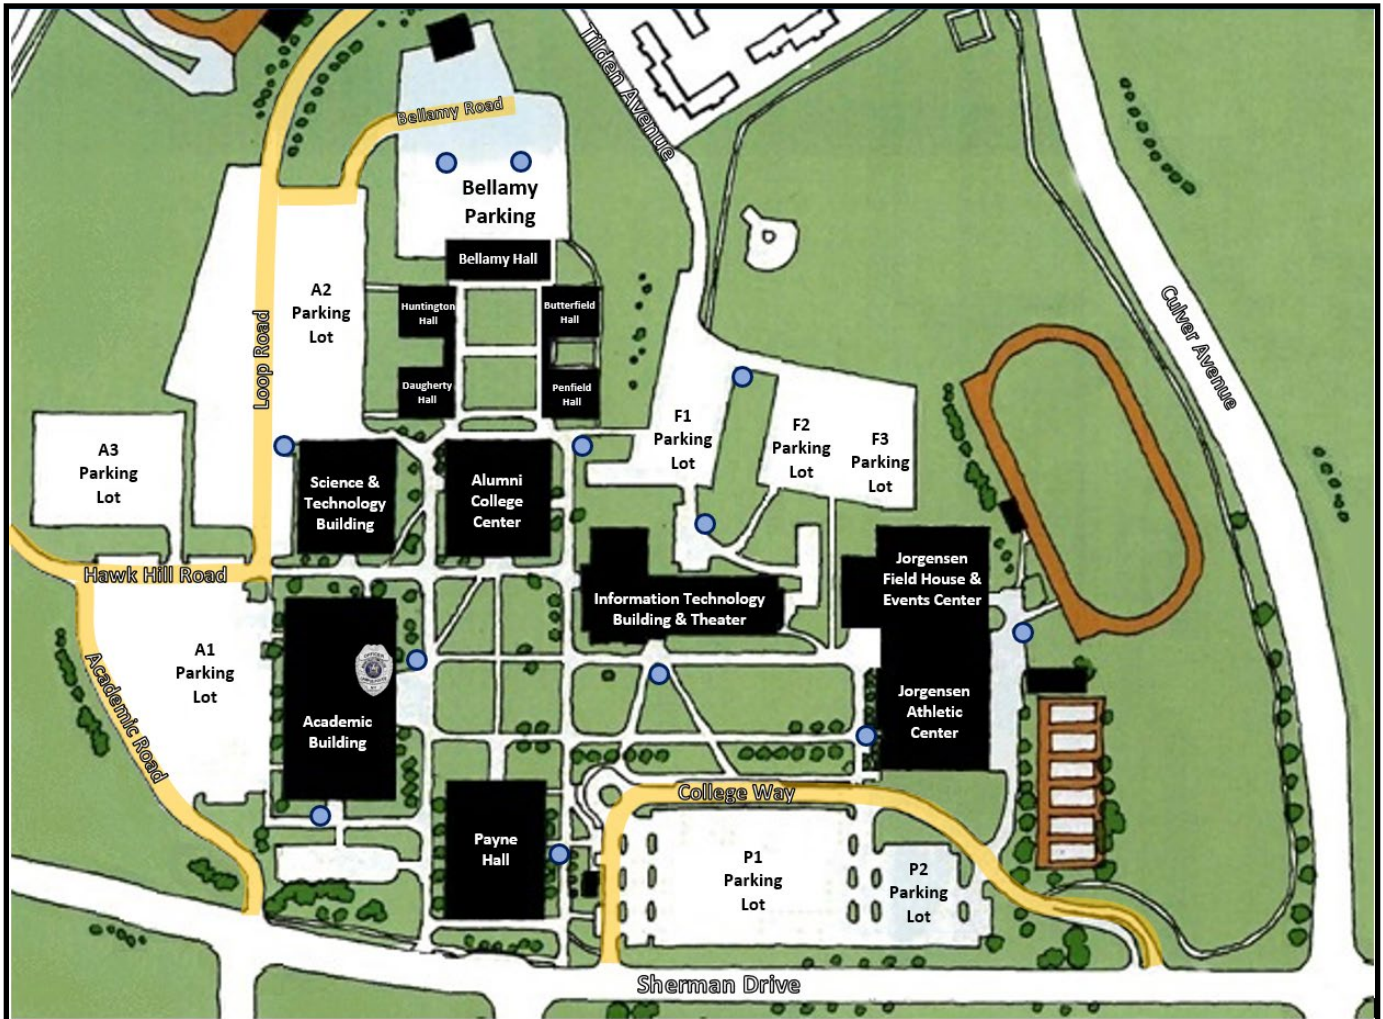 Tilden Avenue
Bellamy Road
Bellamy
Parking
Bellamy Hall
A2
Parking
Lot
Huntington
Hall
Butterfield
Hall
Culver Avenue
Loop Road
Daugherty
Hall
Penfield
Hall
F1
Parking
Lot
F2
Parking
Lot
F3
Parking
Lot
A3
Parking
Lot
Science &
Technology
Building
Alumni
College
Center
Hawk Hill Road
Information Technology
Building & Theater
Jorgensen
Field House &
Events Center
A1
Parking
Lot
Academic Road
Academic
Building
Jorgensen
Athletic
Center
College Way
Payne
Hall
P1
Parking
Lot
P2
Parking
Lot
Sherman Drive